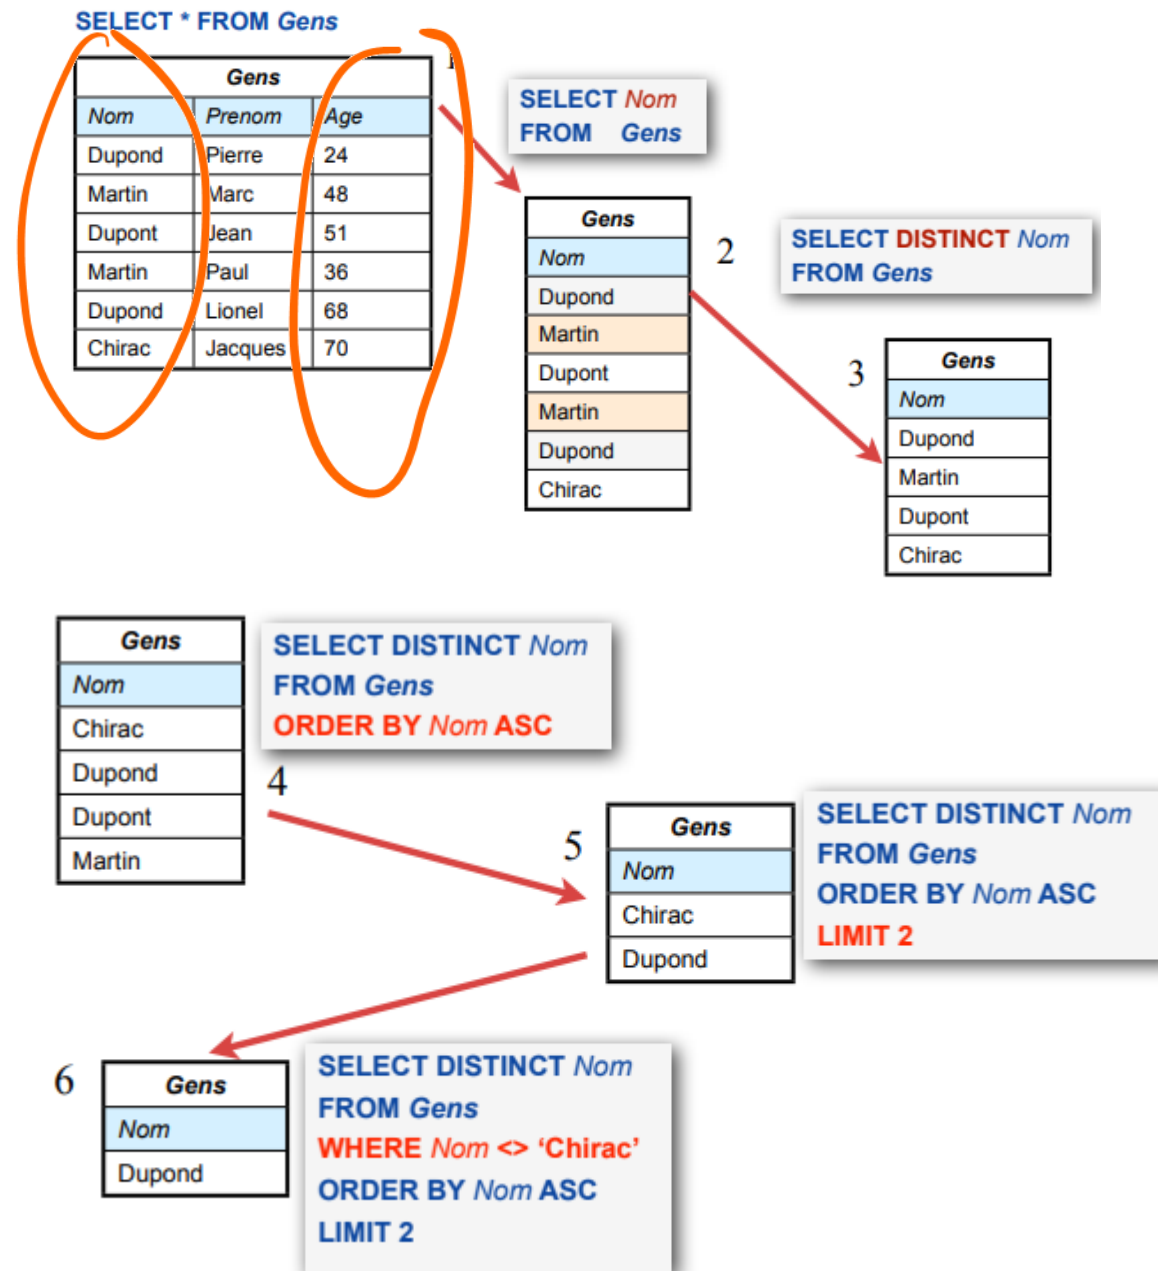 SELECT * FROM Gens
1
Gens
Nom Prenom Age
Dupond Pierre 24
Martin Marc 48
Dupont Jean 51
Martin Paul 36
Dupond Lionel 68
Chirac Jacques 70
SELECT Nom
FROM Gens
2
Gens
Nom
Dupond
Martin
Dupont
Martin
Dupond
Chirac
SELECT DISTINCT Nom
FROM Gens
3
Gens
Nom
Dupond
Martin
Dupont
Chirac
Gens
Nom
Chirac
Dupond
Dupont
Martin
SELECT DISTINCT Nom
FROM Gens
ORDER BY Nom ASC
4
5
Gens
Nom
Chirac
Dupond
SELECT DISTINCT Nom
FROM Gens
ORDER BY Nom ASC
LIMIT 2
6
Gens
Nom
Dupond
SELECT DISTINCT Nom
FROM Gens
WHERE Nom <> ‘Chirac’
ORDER BY Nom ASC
LIMIT 2